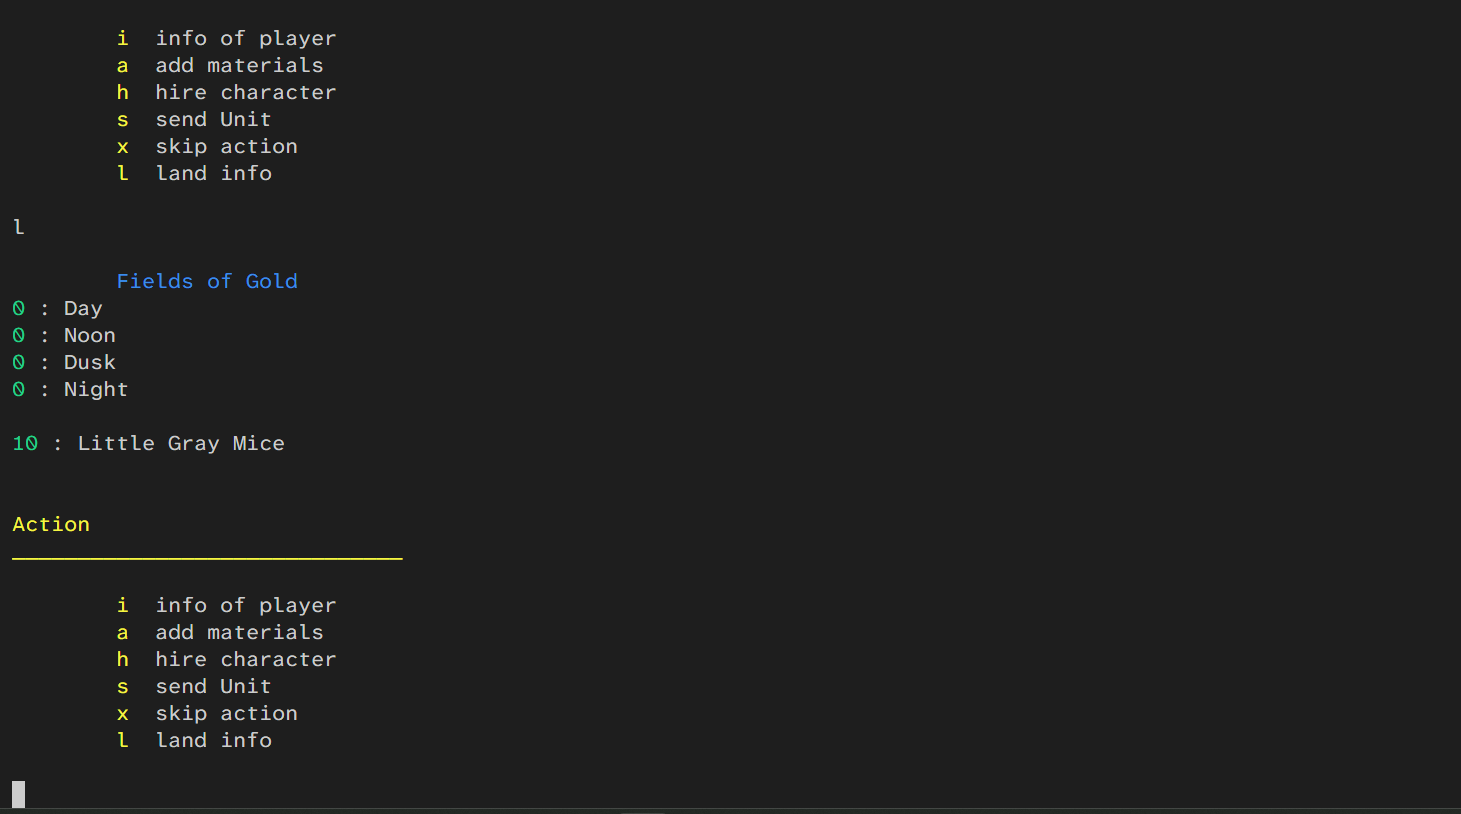 i info of player
a add materials
h hire character
s send Unit
x skip action
l land info
l
Fields of Gold
0 : Day
0 : Noon
0 : Dusk
0 : Night
10 : Little Gray Mice
Action
i info of player
a add materials
h hire character
s send Unit
x skip action
l land info